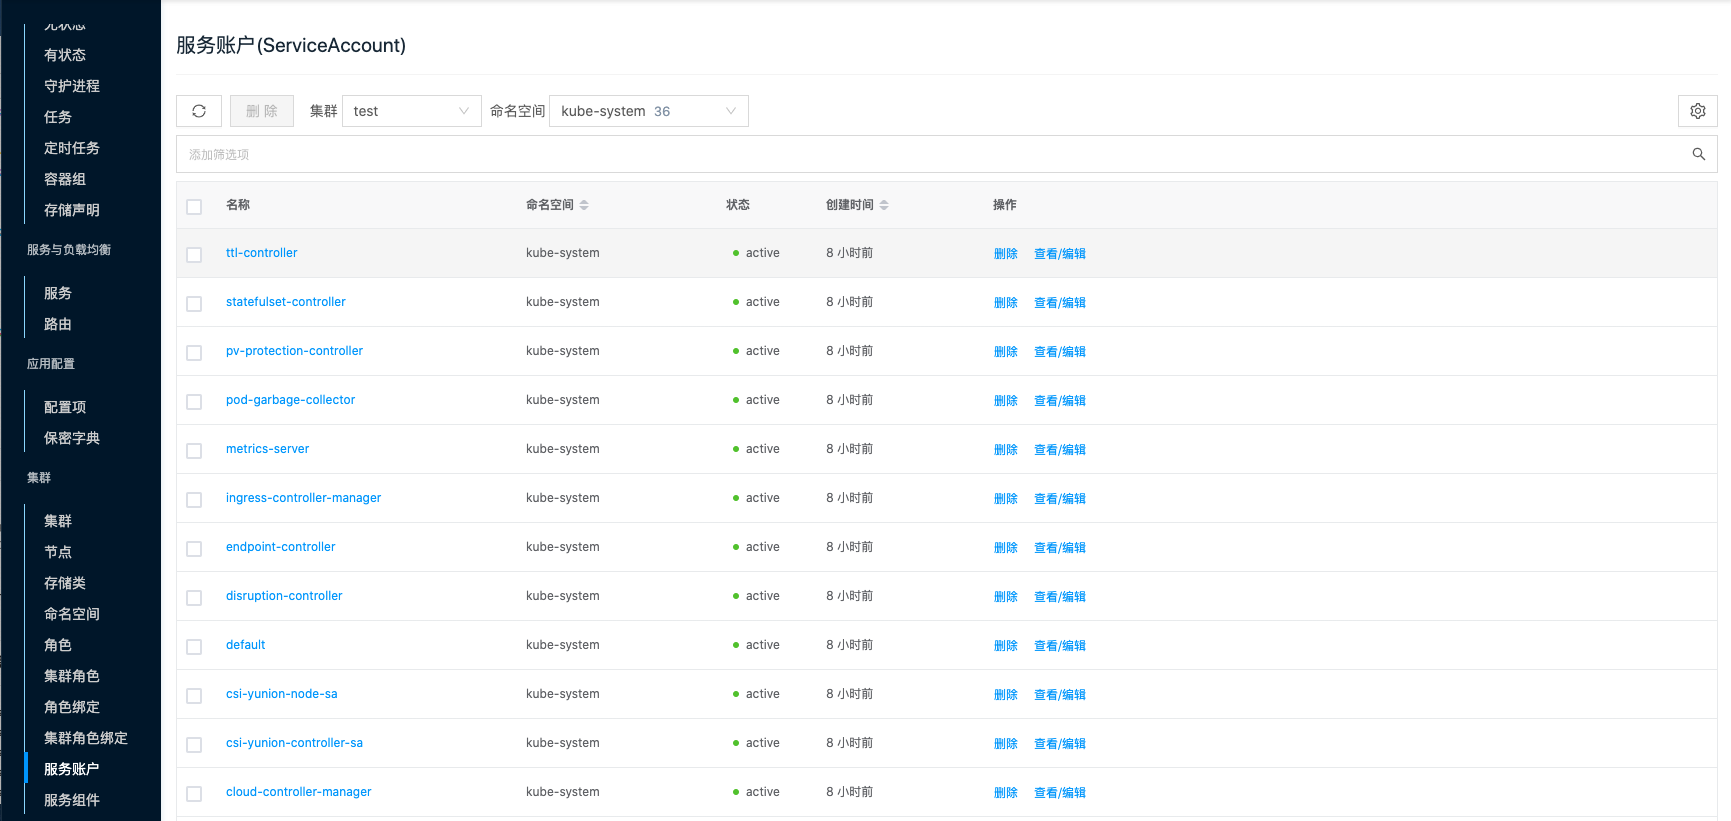 无状态
有状态
守护进程
任务
定时任务
容器组
存储声明
服务与负载均衡
服务
路由
应用配置
配置项
保密字典
集群
集群
节点
存储类
命名空间
角色
集群角色
角色绑定
集群角色绑定
服务账户
服务组件
服务账户(ServiceAccount)
删 除 集群 test 命名空间 kube-system 36
添加筛选项
名称 命名空间 状态 创建时间 操作
ttl-controller kube-system active 8 小时前 删除 查看/编辑
statefulset-controller kube-system active 8 小时前 删除 查看/编辑
pv-protection-controller kube-system active 8 小时前 删除 查看/编辑
pod-garbage-collector kube-system active 8 小时前 删除 查看/编辑
metrics-server kube-system active 8 小时前 删除 查看/编辑
ingress-controller-manager kube-system active 8 小时前 删除 查看/编辑
endpoint-controller kube-system active 8 小时前 删除 查看/编辑
disruption-controller kube-system active 8 小时前 删除 查看/编辑
default kube-system active 8 小时前 删除 查看/编辑
csi-yunion-node-sa kube-system active 8 小时前 删除 查看/编辑
csi-yunion-controller-sa kube-system active 8 小时前 删除 查看/编辑
cloud-controller-manager kube-system active 8 小时前 删除 查看/编辑